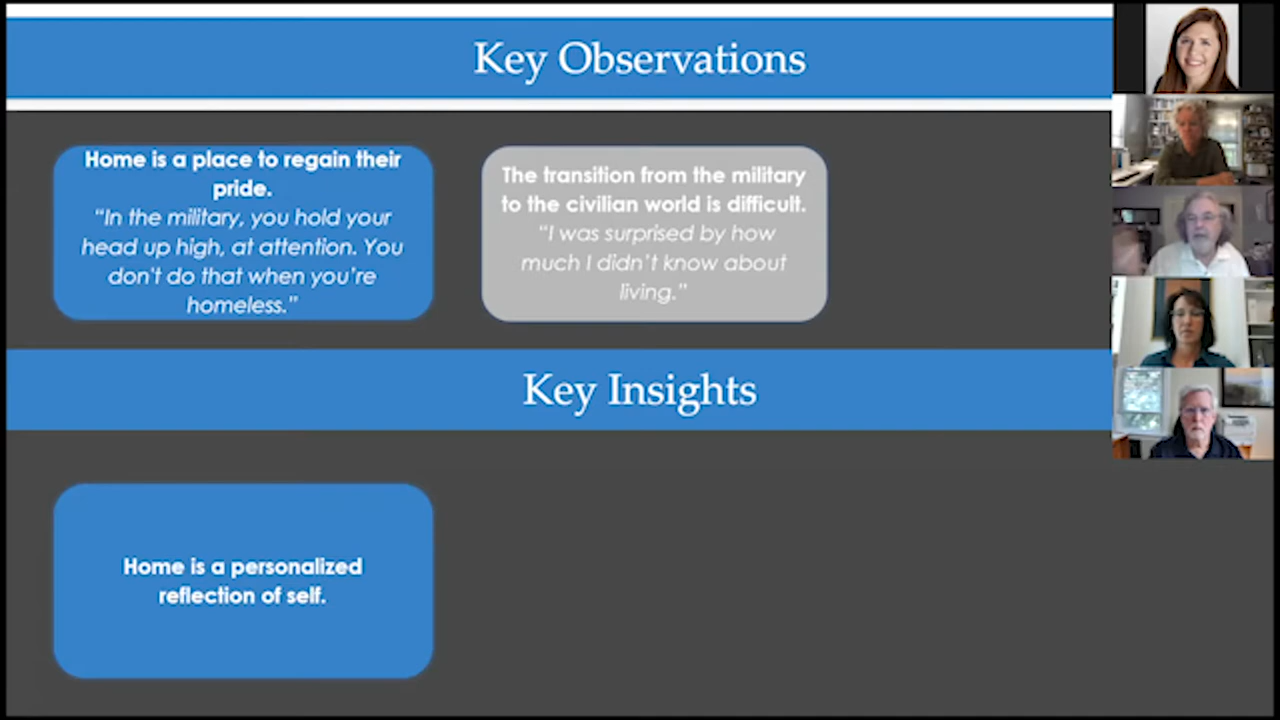 Key Observations
Home is a place to regain their
pride.
“In the military, you hold your
head up high, at attention. You
don't do that when you’re
homeless.”
The transition from the military
to the civilian world is difficult.
“I was surprised by how
much I didn’t know about
living.”
Key Insights
Home is a personalized
reflection of self.